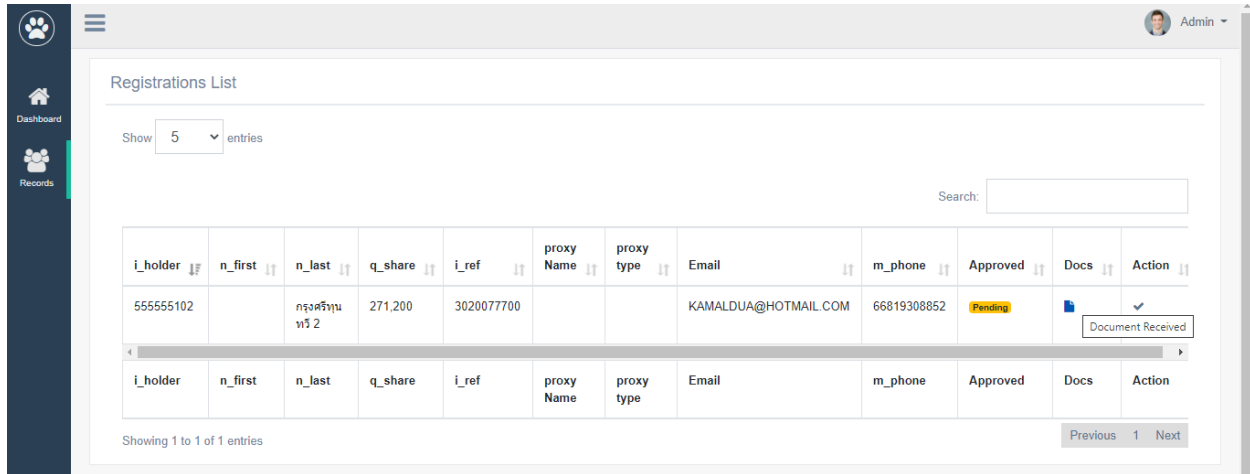 Admin
Dashboard
Records
Registrations List
Show 5 entries
Search:
i_holder n_first n_last q_share i_ref proxy Name proxy type Email m_phone Approved Docs Action
555555102 กรุงศรีทุน 271,200 3020077700 KAMALDUA@HOTMAIL.COM 66819308852 Pending
ทวี 2
Document Received
i_holder n_first n_last q_share i_ref proxy Name proxy type Email m_phone Approved Docs Action
Showing 1 to 1 of 1 entries
Previous 1 Next